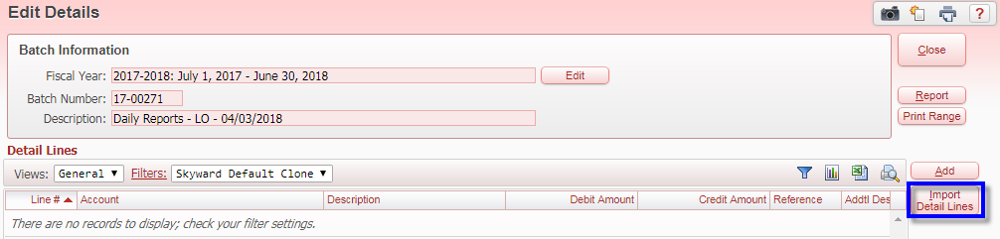 Edit Details
?
Batch Information
Close
Fiscal Year: 2017-2018: July 1, 2017 - June 30, 2018 Edit
Batch Number: 17-00271
Report
Description: Daily Reports - LO - 04/03/2018
Print Range
Detail Lines
Views: General Filters: Skyward Default Clone
Add
Line # Account Description Debit Amount Credit Amount Reference Addtl Des
Import
Detail Lines
There are no records to display; check your filter settings.